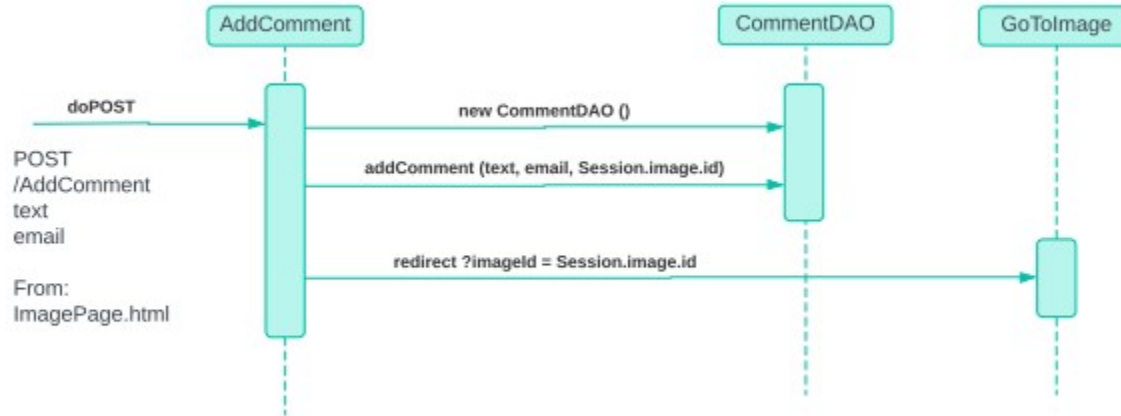 AddComment
CommentDAO
GoToImage
doPOST
new CommentDAO ()
POST
/AddComment
text
email
addComment (text, email, Session.image.id)
redirect ?imageId = Session.image.id
From:
ImagePage.html